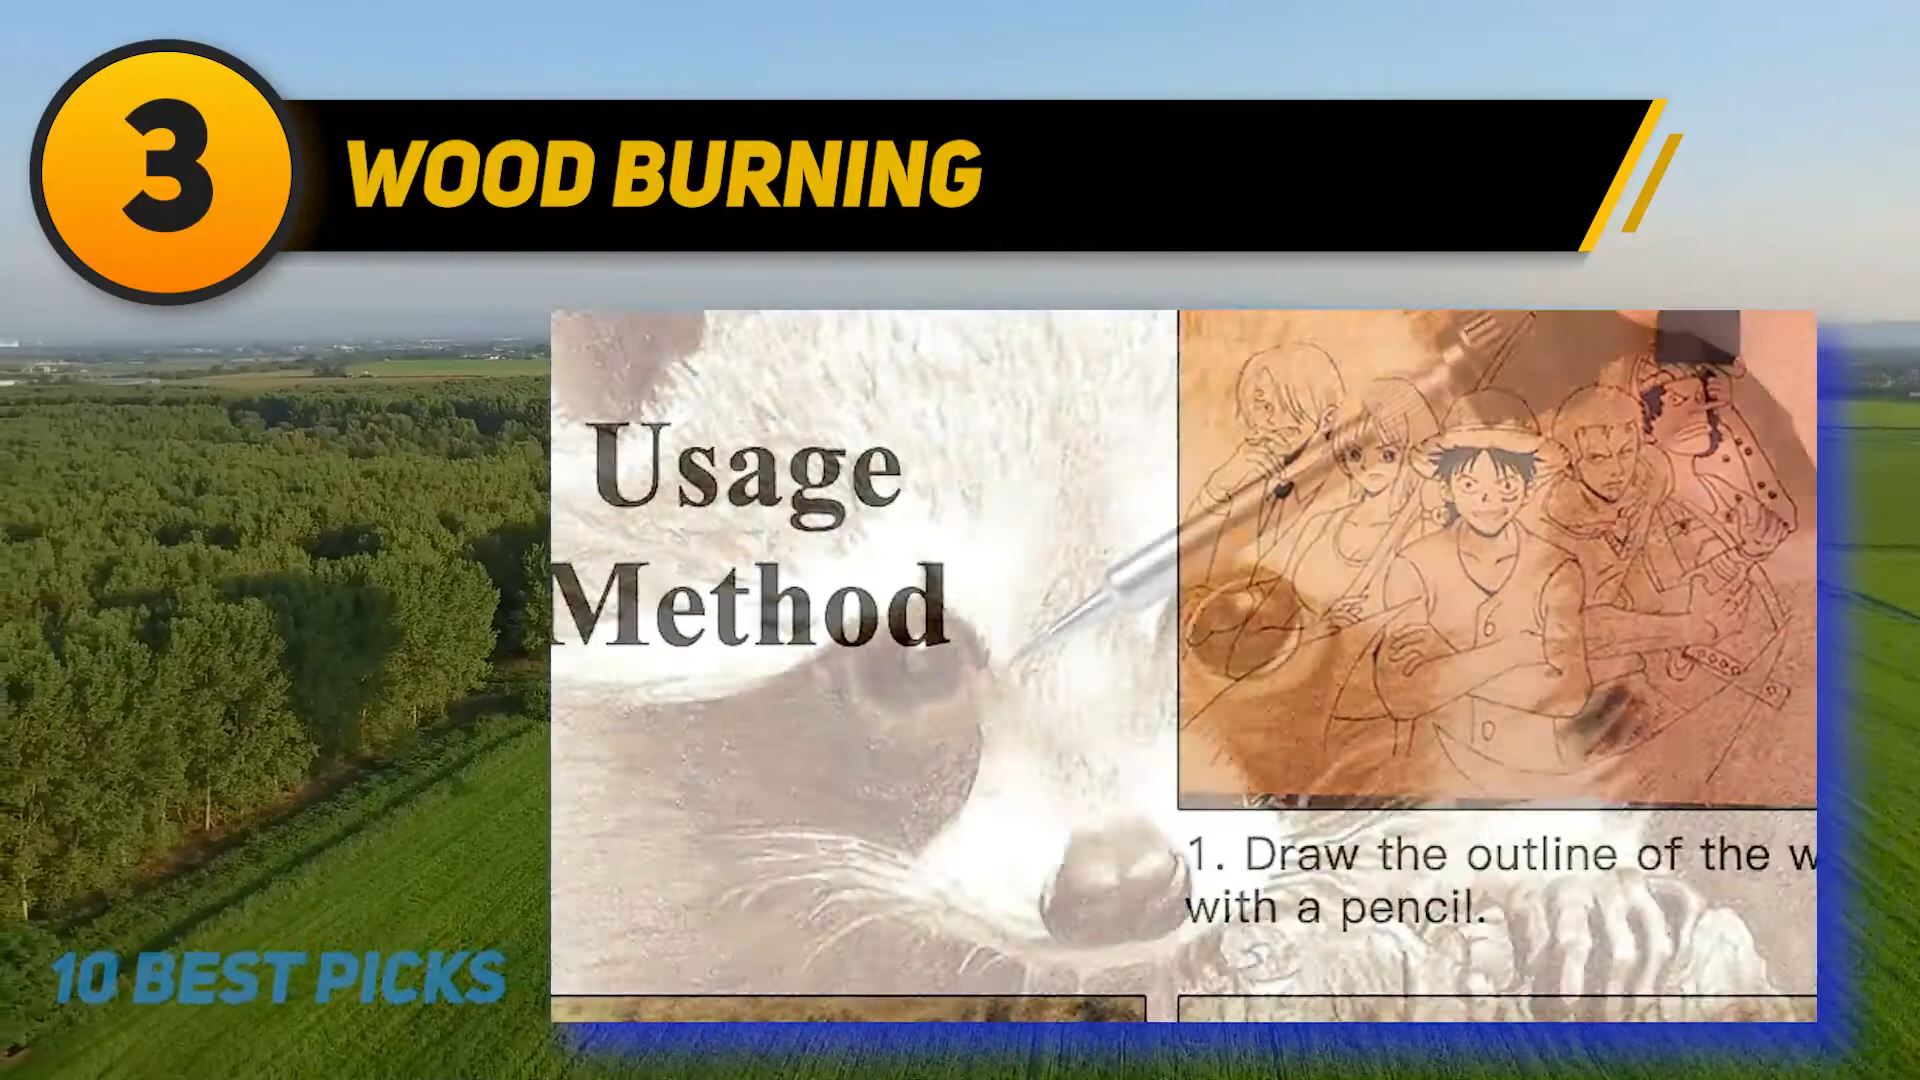 3
WOOD BURNING
Usage
Method
1. Draw the outline of the w
with a pencil.
10 BEST PICKS